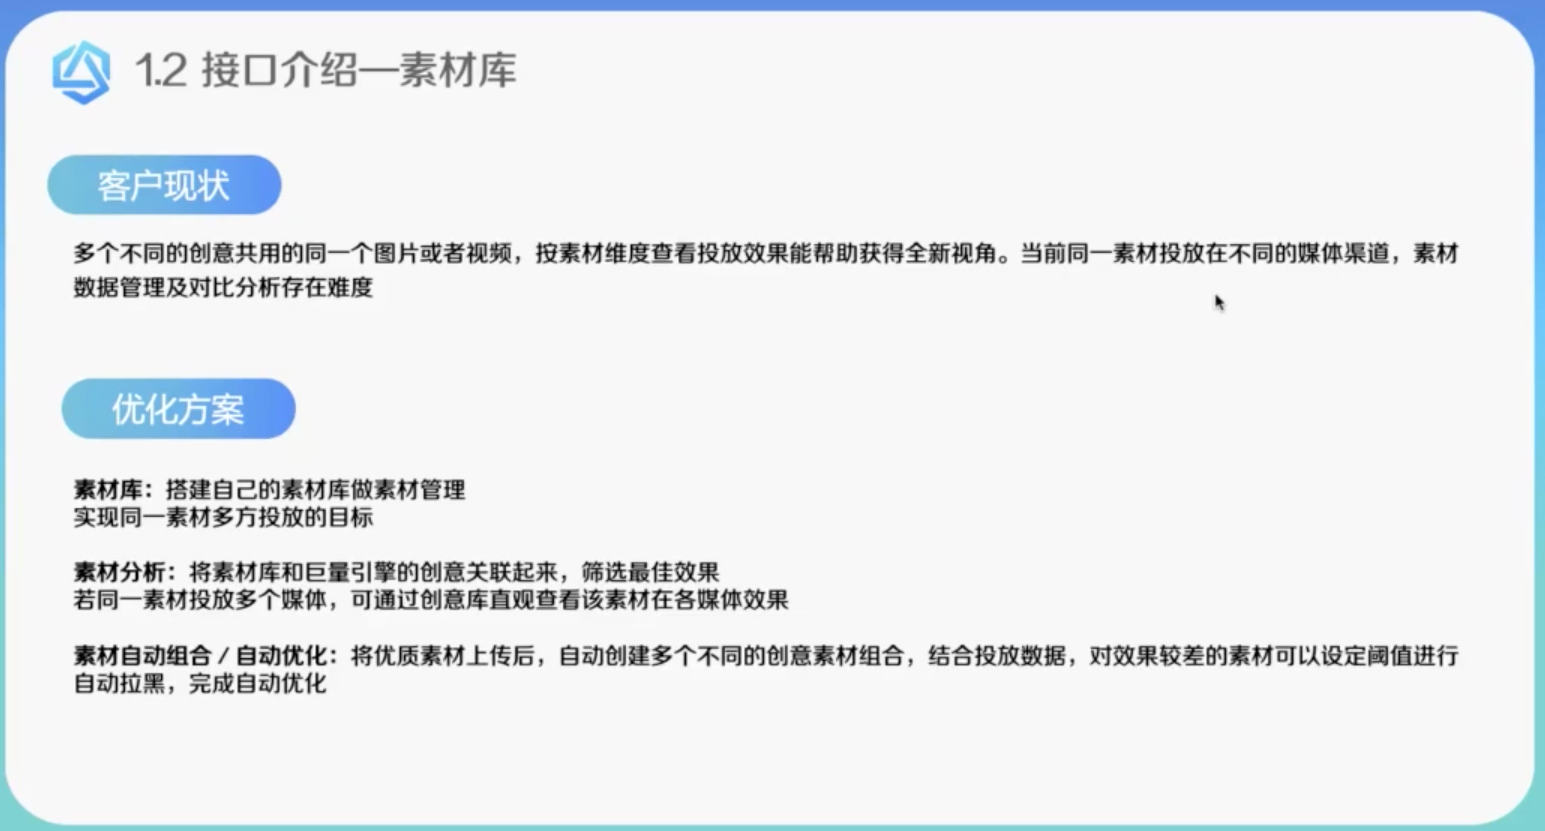 1.2 接口介绍—素材库
客户现状
多个不同的创意共用的同一个图片或者视频，按素材维度查看投放效果能帮助获得全新视角。当前同一素材投放在不同的媒体渠道，素材
数据管理及对比分析存在难度
优化方案
素材库：搭建自己的素材库做素材管理
实现同一素材多方投放的目标
素材分析：将素材库和巨量引擎的创意关联起来，筛选最佳效果
若同一素材投放多个媒体，可通过创意库直观查看该素材在各媒体效果
素材自动组合 / 自动优化：将优质素材上传后，自动创建多个不同的创意素材组合，结合投放数据，对效果较差的素材可以设定阈值进行
自动拉黑，完成自动优化